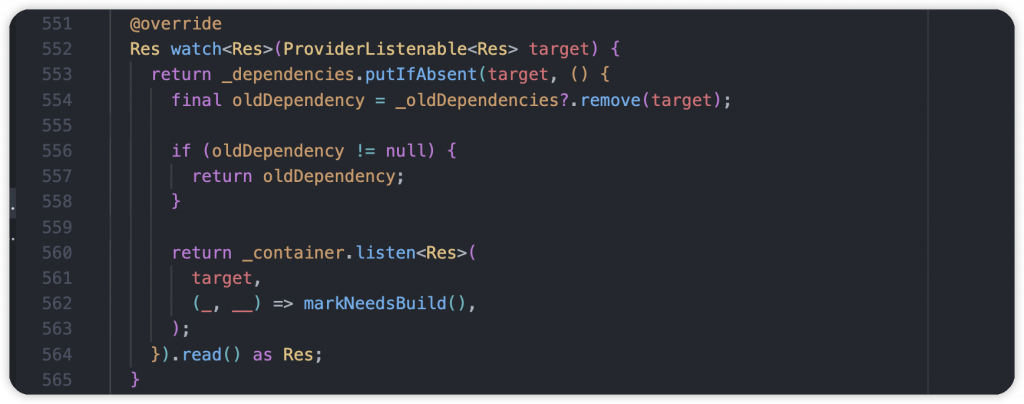 551 @override
552 Res watch<Res>(ProviderListenable<Res> target) {
553 return _dependencies.putIfAbsent(target, () {
554 final oldDependency = _oldDependencies?.remove(target);
555
556 if (oldDependency != null) {
557 return oldDependency;
558 }
559
560 return _container.listen<Res>(
561 target,
562 (_, __) => markNeedsBuild(),
563 );
564 }).read() as Res;
565 }